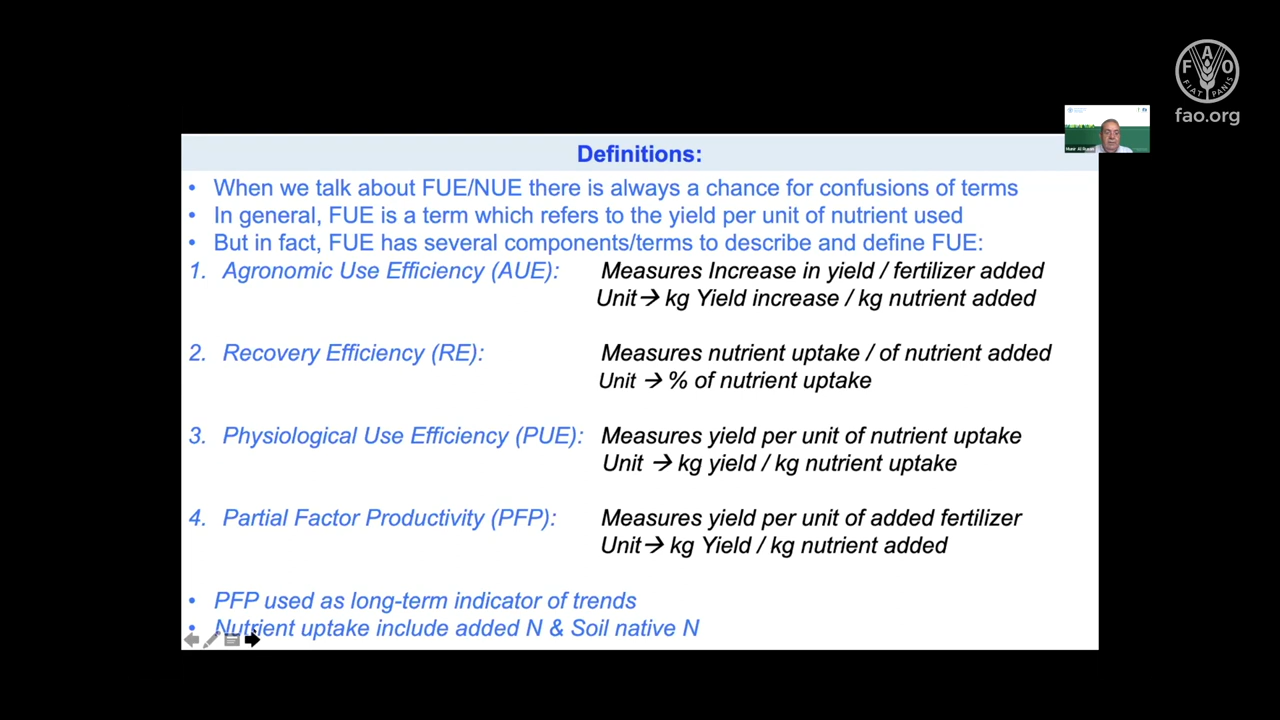 FAO
FIAT PANIS
fao.org
Definitions:
• When we talk about FUE/NUE there is always a chance for confusions of terms
• In general, FUE is a term which refers to the yield per unit of nutrient used
• But in fact, FUE has several components/terms to describe and define FUE:
1. Agronomic Use Efficiency (AUE): Measures Increase in yield / fertilizer added
Unit→ kg Yield increase / kg nutrient added
2. Recovery Efficiency (RE): Measures nutrient uptake / of nutrient added
Unit → % of nutrient uptake
3. Physiological Use Efficiency (PUE): Measures yield per unit of nutrient uptake
Unit → kg yield / kg nutrient uptake
4. Partial Factor Productivity (PFP): Measures yield per unit of added fertilizer
Unit→ kg Yield / kg nutrient added
• PFP used as long-term indicator of trends
• Nutrient uptake include added N & Soil native N